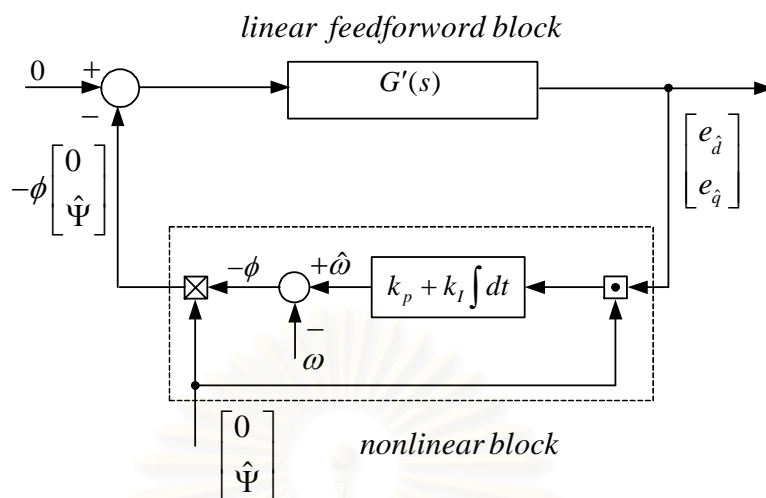 linear feedforword block
0
+
−
G'(s)
−ϕ [0 Ψ̂]
[e_d̂ e_q̂]
−ϕ
+ω̂
k_p + k_I ∫ dt
−
ω
[0 Ψ̂]
nonlinear block